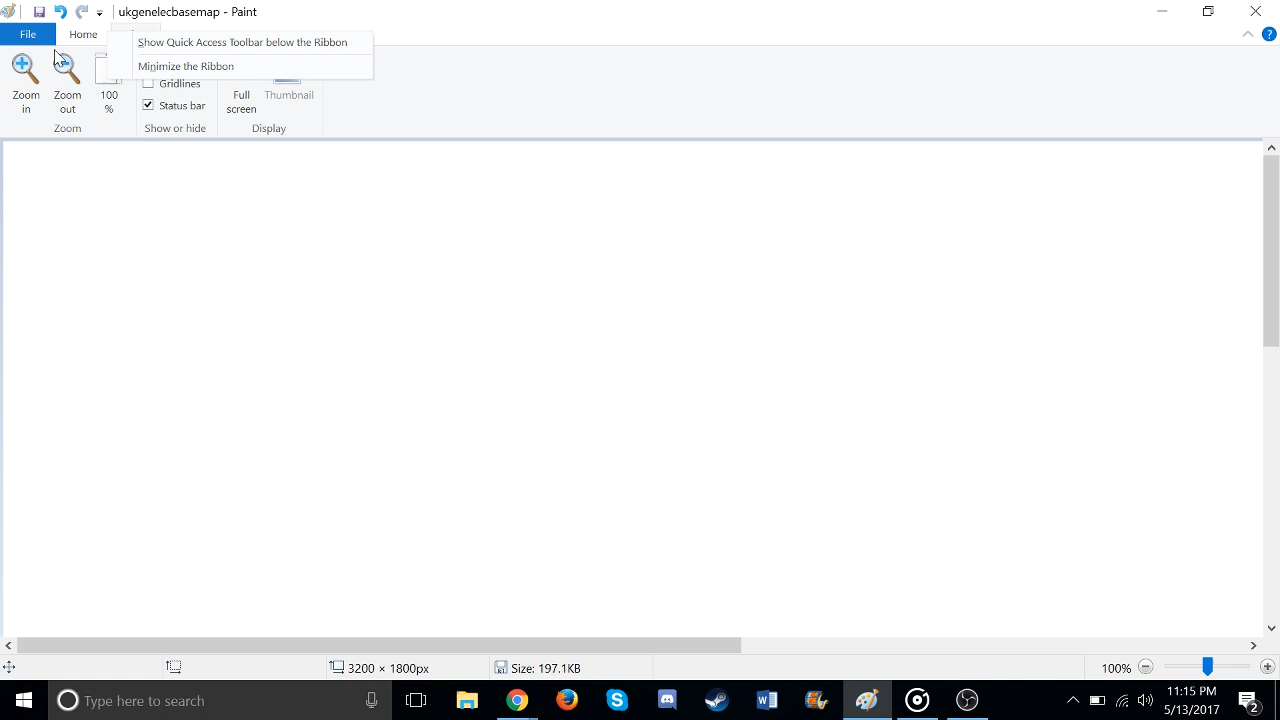 ukgenelecbasemap - Paint
File Home
Show Quick Access Toolbar below the Ribbon
Minimize the Ribbon
Gridlines
Zoom in
Zoom out
100 %
Status bar
Full screen
Thumbnail
Zoom
Show or hide
Display
3200 × 1800px
Size: 197.1KB
100%
Type here to search
11:15 PM
5/13/2017
2